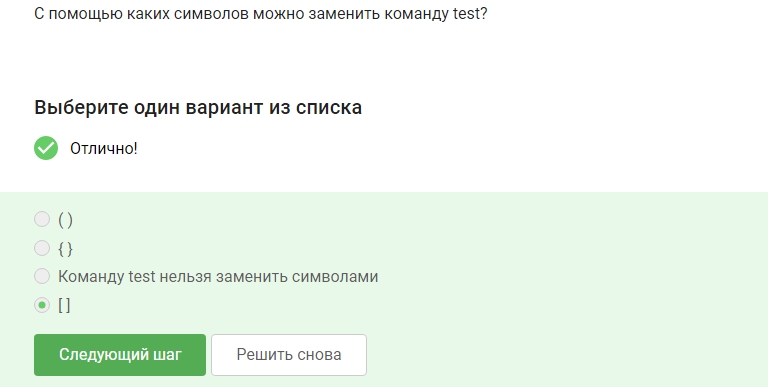 С помощью каких символов можно заменить команду test?
Выберите один вариант из списка
Отлично!
( )
{ }
Команду test нельзя заменить символами
[ ]
Следующий шаг
Решить снова